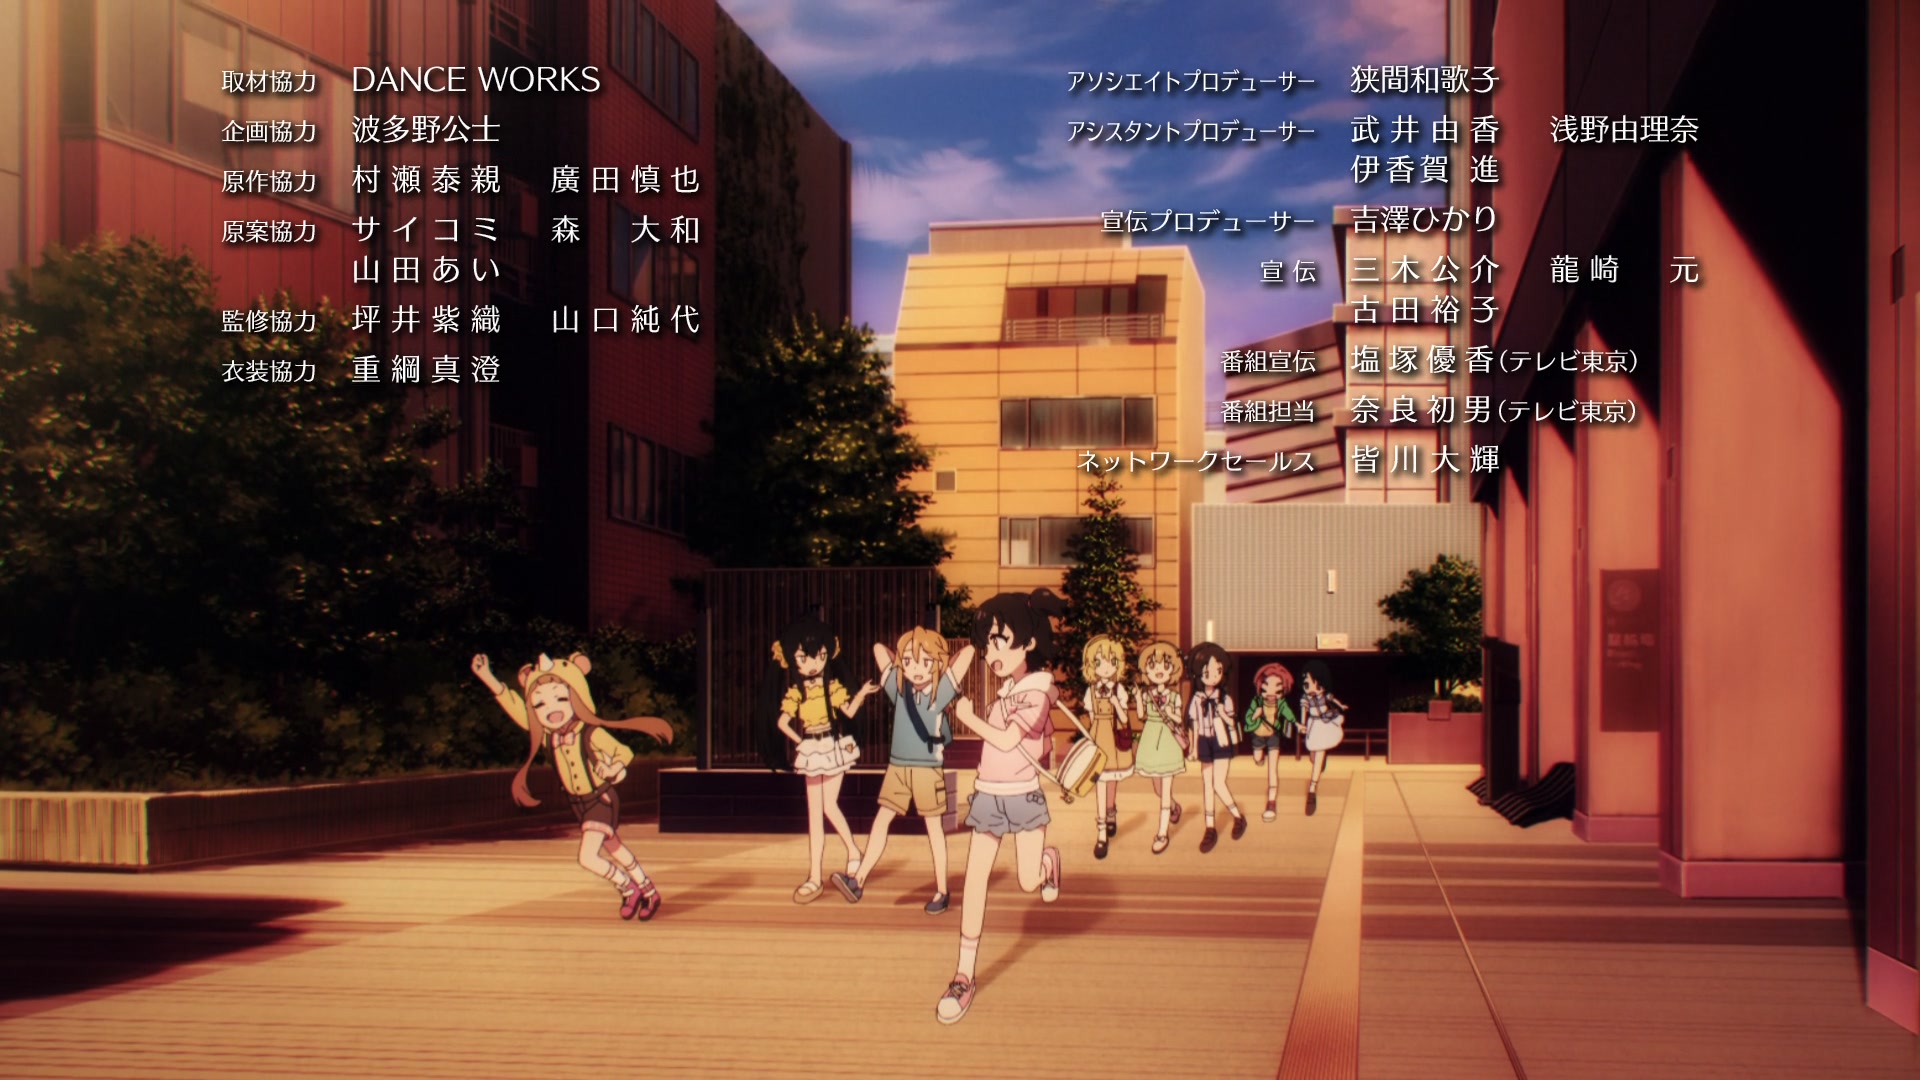 取材協力 DANCE WORKS
企画協力 波多野公士
原作協力 村瀬泰親 廣田慎也
原案協力 サイコミ 森 大和
山田あい
監修協力 坪井紫織 山口純代
衣装協力 重綱真澄
アソシエイトプロデューサー 狭間和歌子
アシスタントプロデューサー 武井由香 浅野由理奈
伊香賀 進
宣伝プロデューサー 吉澤ひかり
宣伝 三木公介 龍崎 元
古田裕子
番組宣伝 塩塚優香(テレビ東京)
番組担当 奈良初男(テレビ東京)
ネットワークセールス 皆川大輝